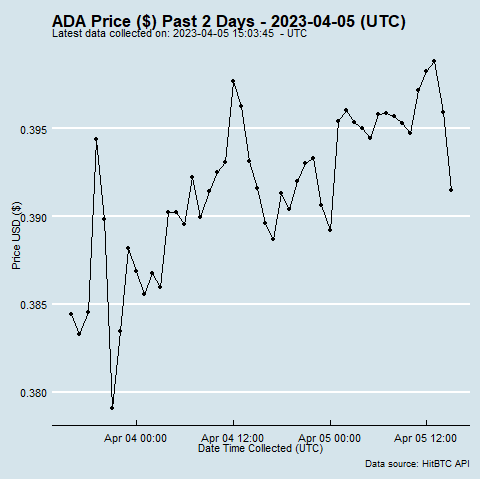 ADA Price ($) Past 2 Days - 2023-04-05 (UTC)
Latest data collected on: 2023-04-05 15:03:45 - UTC
Price USD ($)
0.395
0.390
0.385
0.380
Apr 04 00:00 Apr 04 12:00 Apr 05 00:00 Apr 05 12:00
Date Time Collected (UTC)
Data source: HitBTC API